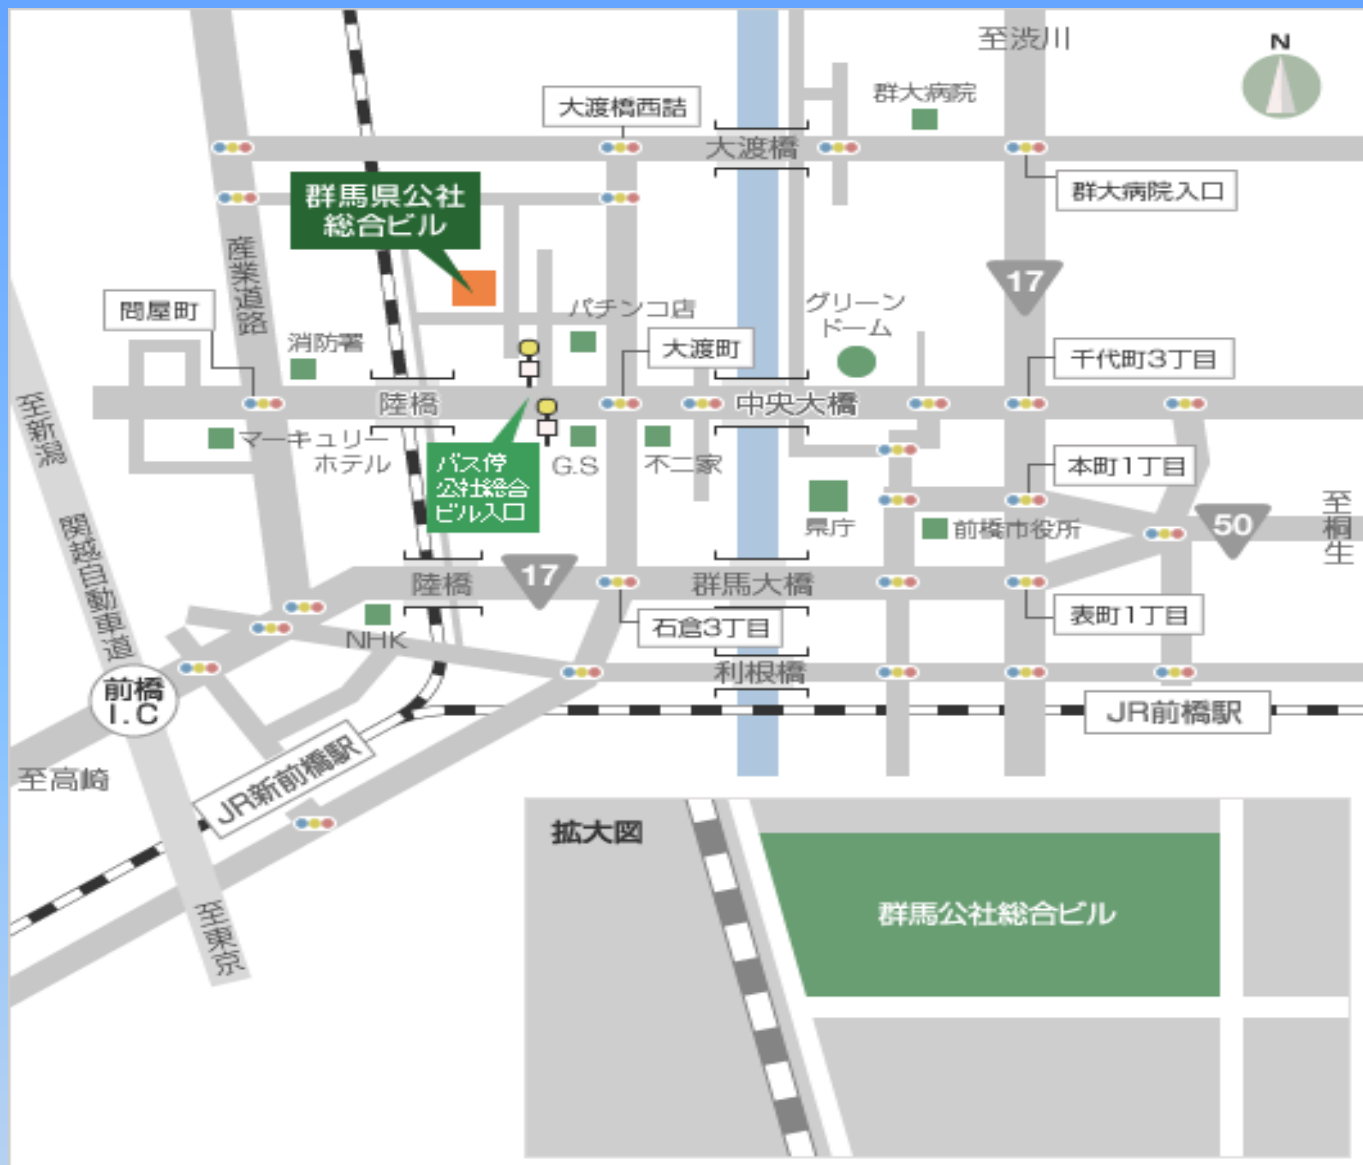 至渋川
N
群大病院
大渡橋西詰
大渡橋
群大病院入口
群馬県公社
総合ビル
産業道路
17
問屋町
パチンコ店
グリーン
ドーム
消防署
大渡町
千代町3丁目
陸橋
中央大橋
至新潟
マーキュリー
ホテル
バス停
公社総合
ビル入口
G.S
不二家
本町1丁目
県庁
前橋市役所
50
至桐生
関越自動車道
陸橋
17
群馬大橋
NHK
石倉3丁目
表町1丁目
利根橋
前橋
I.C
JR前橋駅
至高崎
JR新前橋駅
至東京
拡大図
群馬公社総合ビル